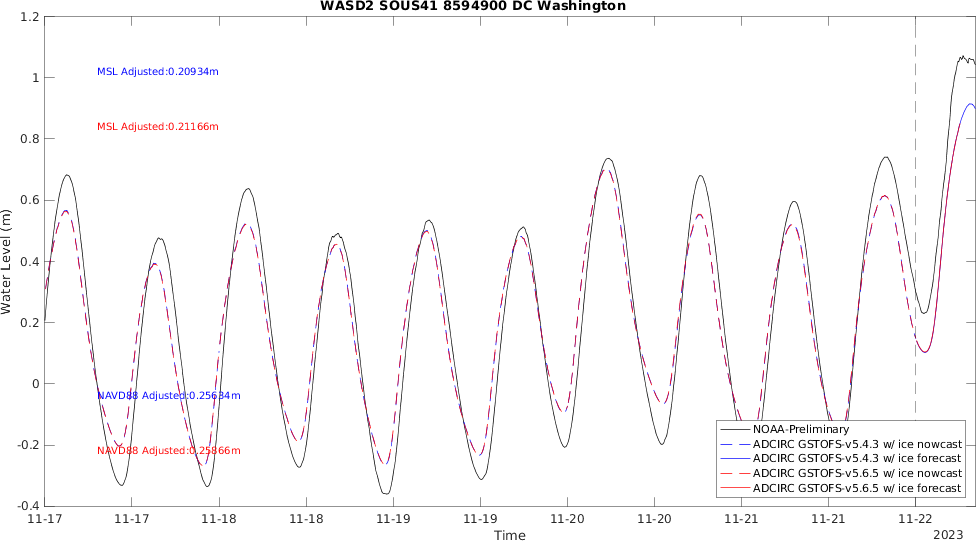 WASD2 SOUS41 8594900 DC Washington
1.2
1
0.8
0.6
0.4
0.2
0
-0.2
-0.4
Water Level (m)
MSL Adjusted:0.20934m
MSL Adjusted:0.21166m
NAVD88 Adjusted:0.25634m
NAVD88 Adjusted:0.25866m
NOAA-Preliminary
ADCIRC GSTOFS-v5.4.3 w/ ice nowcast
ADCIRC GSTOFS-v5.4.3 w/ ice forecast
ADCIRC GSTOFS-v5.6.5 w/ ice nowcast
ADCIRC GSTOFS-v5.6.5 w/ ice forecast
11-17 11-17 11-18 11-18 11-19 11-19 11-20 11-20 11-21 11-21 11-22
Time
2023